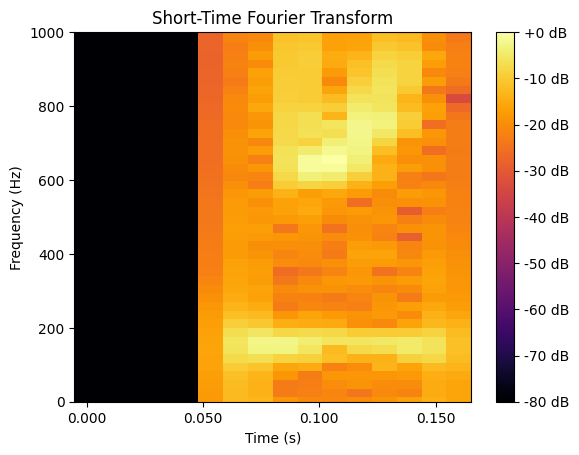 Short-Time Fourier Transform
1000
800
600
400
200
0
Frequency (Hz)
0.000
0.050
0.100
0.150
Time (s)
+0 dB
-10 dB
-20 dB
-30 dB
-40 dB
-50 dB
-60 dB
-70 dB
-80 dB